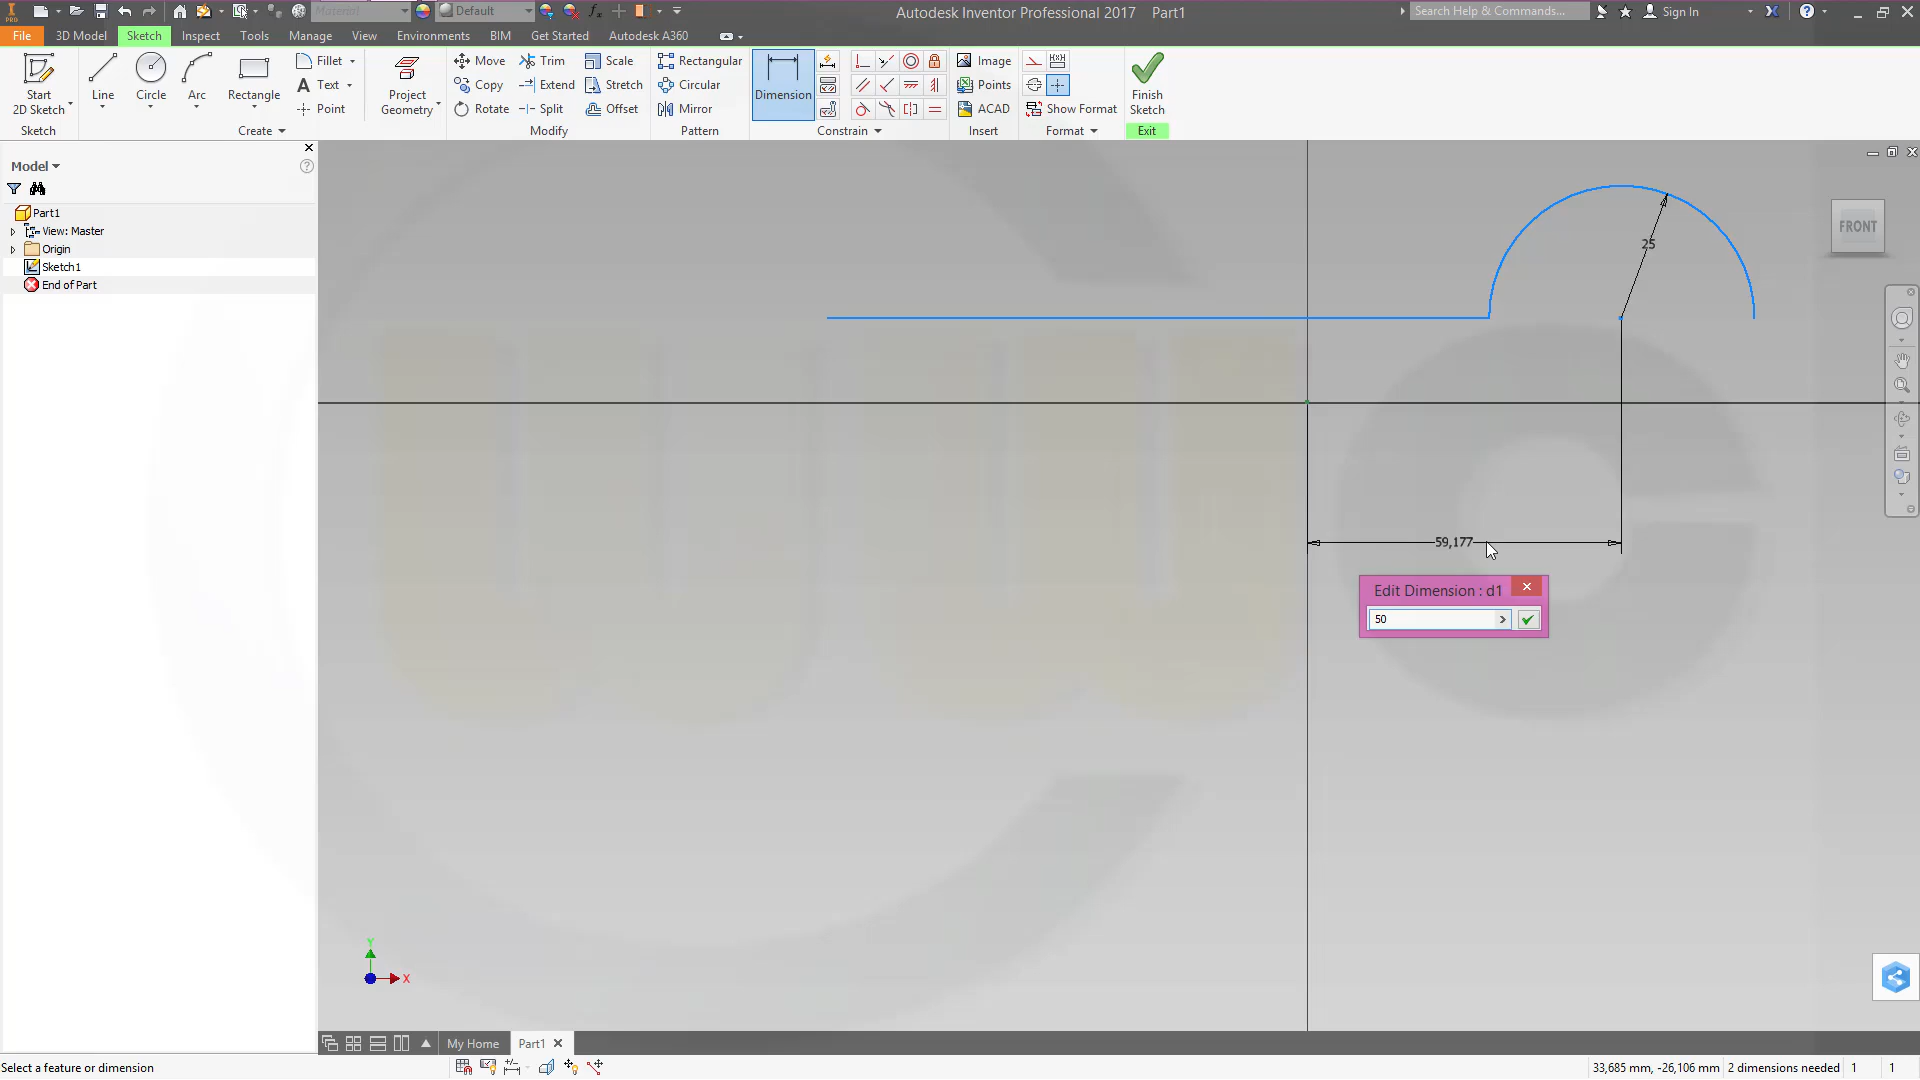 Material
Default
Autodesk Inventor Professional 2017 Part1
Search Help & Commands...
Sign In
PRO
File
3D Model
Sketch
Inspect
Tools
Manage
View
Environments
BIM
Get Started
Autodesk A360
Start
2D Sketch
Line
Circle
Arc
Rectangle
Fillet
Text
Point
Project
Geometry
Move
Copy
Rotate
Trim
Extend
Split
Scale
Stretch
Offset
Rectangular
Circular
Mirror
Dimension
Image
Points
ACAD
Show Format
Finish
Sketch
Sketch
Create
Modify
Pattern
Constrain
Insert
Format
Exit
Model
Part1
View: Master
Origin
Sketch1
End of Part
25
FRONT
59,177
Edit Dimension : d1
50
Y
X
My Home
Part1
Select a feature or dimension
33,685 mm, -26,106 mm
2 dimensions needed
1
1